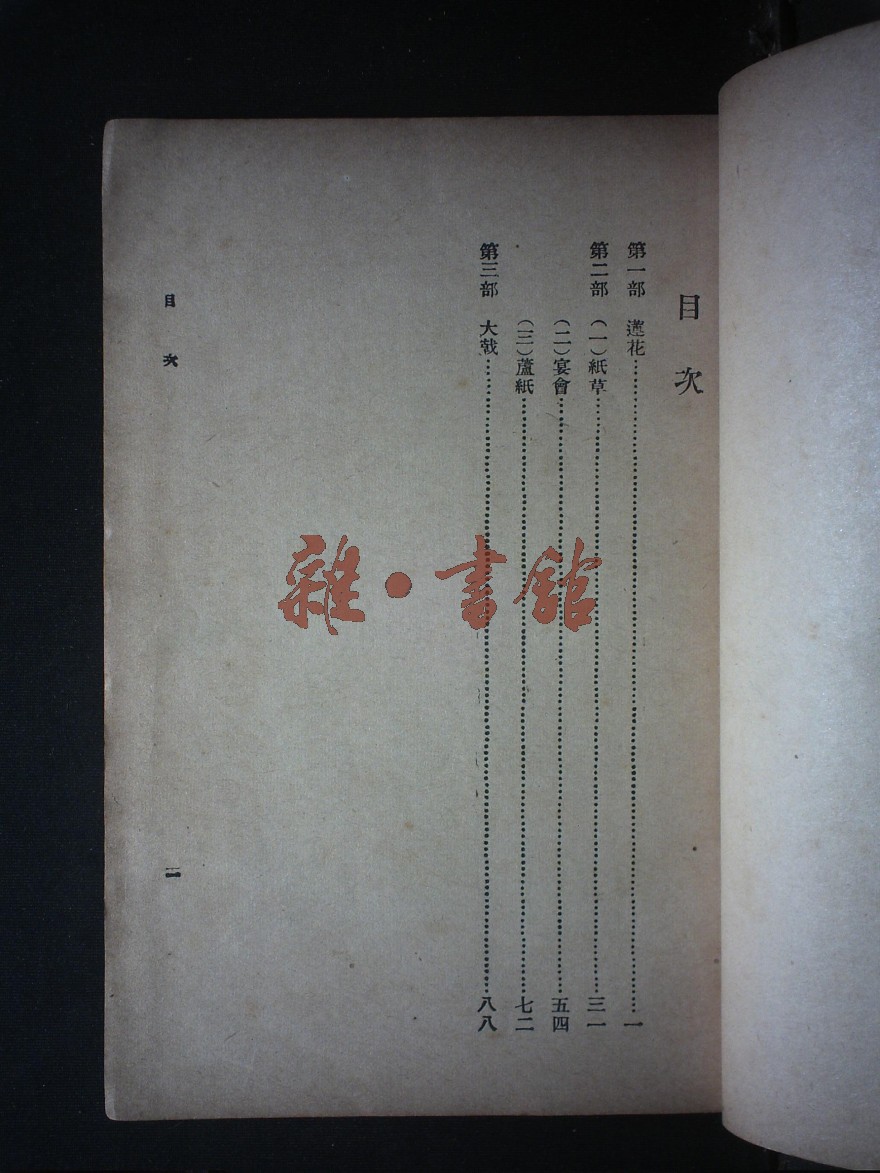 目次
第一部 蓮花……一
第二部 (一)紙草……三一
(二)宴會……五四
(三)蘆紙……七二
第三部 大戟……八八
目次
二
雜·書館